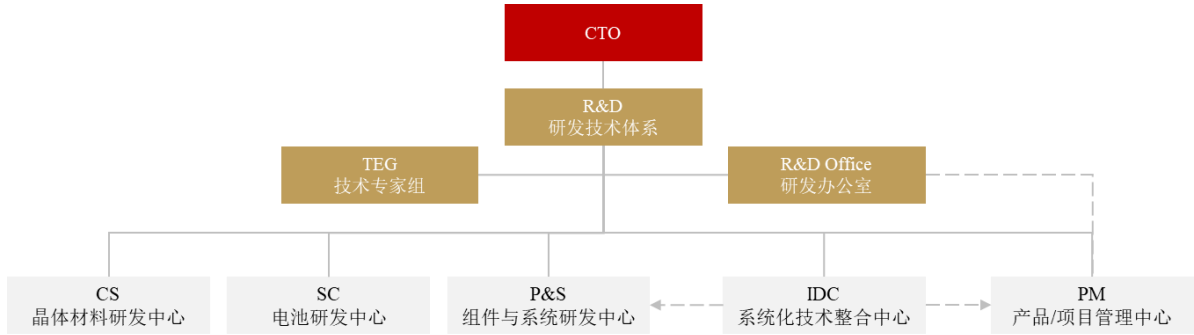 CTO
R&D
研发技术体系
TEG
技术专家组
R&D Office
研发办公室
CS
晶体材料研发中心
SC
电池研发中心
P&S
组件与系统研发中心
IDC
系统化技术整合中心
PM
产品/项目管理中心